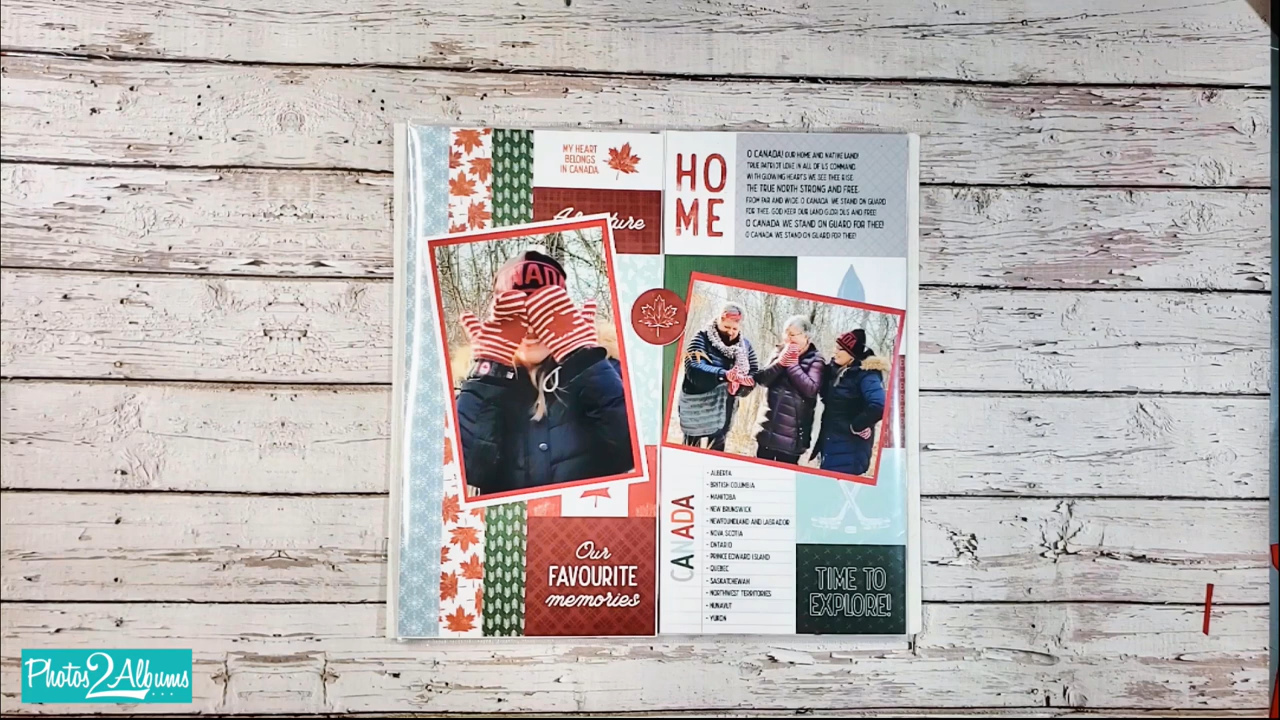 MY HEART
BELONGS
IN CANADA
HO
ME
O CANADA! OUR HOME AND NATIVE LAND!
TRUE PATRIOT LOVE IN ALL OF US COMMAND.
WITH GLOWING HEARTS WE SEE THEE RISE
THE TRUE NORTH STRONG AND FREE.
FROM FAR AND WIDE, O CANADA, WE STAND ON GUARD
FOR THEE. GOD KEEP OUR LAND GLORIOUS AND FREE!
O CANADA WE STAND ON GUARD FOR THEE!
O CANADA WE STAND ON GUARD FOR THEE!
CANADA
- ALBERTA
- BRITISH COLUMBIA
- MANITOBA
- NEW BRUNSWICK
- NEWFOUNDLAND AND LABRADOR
- NOVA SCOTIA
- ONTARIO
- PRINCE EDWARD ISLAND
- QUEBEC
- SASKATCHEWAN
- NORTHWEST TERRITORIES
- NUNAVUT
- YUKON
Our
FAVOURITE
memories
TIME TO
EXPLORE!
Photos2Albums...